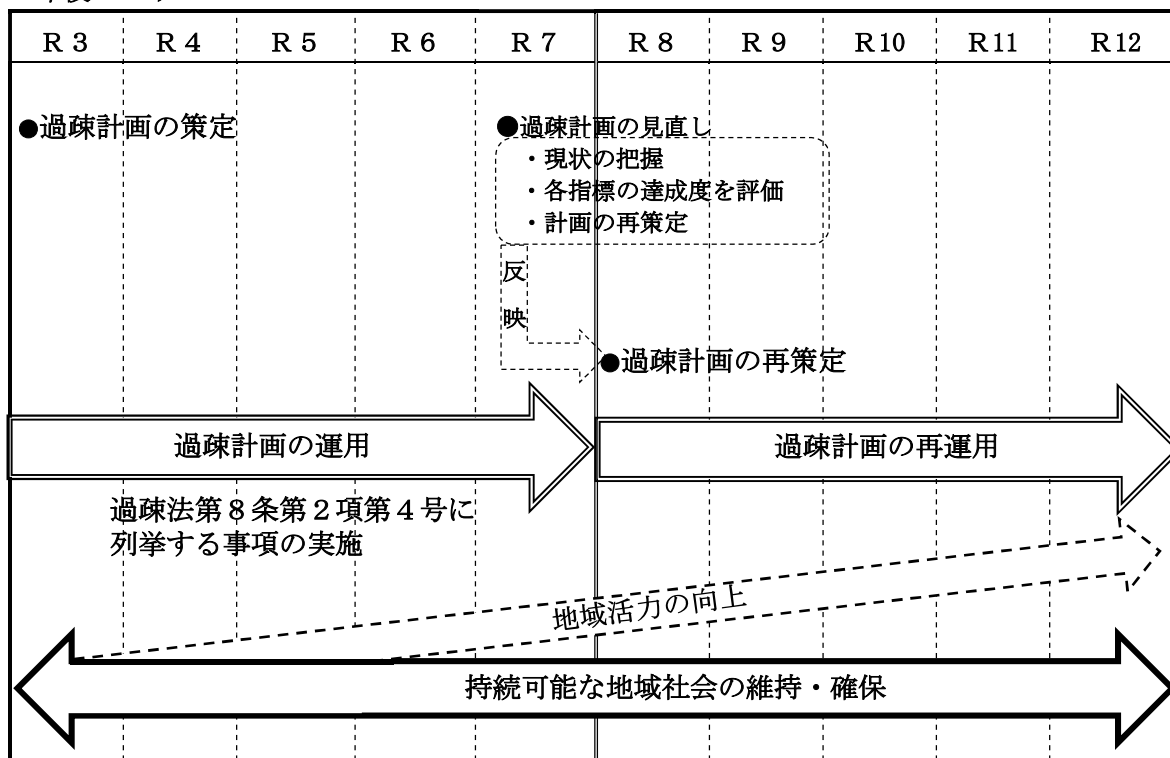 R3 R4 R5 R6 R7 R8 R9 R10 R11 R12
●過疎計画の策定
●過疎計画の見直し
・現状の把握
・各指標の達成度を評価
・計画の再策定
反
映
●過疎計画の再策定
過疎計画の運用
過疎計画の再運用
過疎法第8条第2項第4号に
列挙する事項の実施
地域活力の向上
持続可能な地域社会の維持・確保